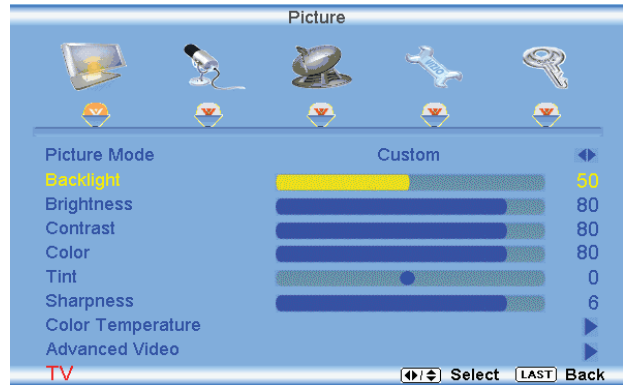 Picture
Picture Mode Custom
Backlight 50
Brightness 80
Contrast 80
Color 80
Tint 0
Sharpness 6
Color Temperature
Advanced Video
TV Select LAST Back